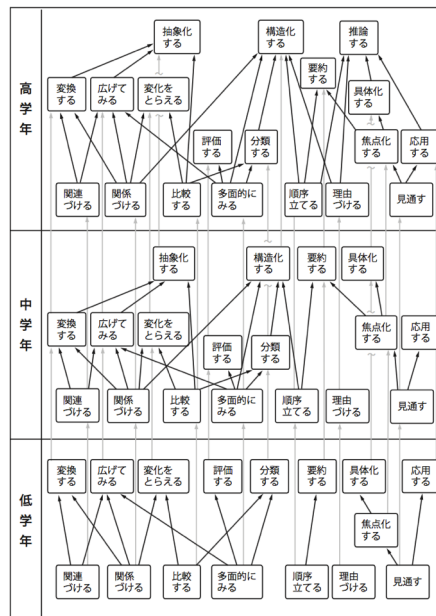 高学年
抽象化
する
構造化
する
推論
する
要約
する
変換
する
広げて
みる
変化を
とらえる
具体化
する
評価
する
分類
する
焦点化
する
応用
する
関連
づける
関係
づける
比較
する
多面的に
みる
順序
立てる
理由
づける
見通す
中学年
抽象化
する
構造化
する
要約
する
具体化
する
変換
する
広げて
みる
変化を
とらえる
焦点化
する
応用
する
評価
する
分類
する
関連
づける
関係
づける
比較
する
多面的に
みる
順序
立てる
理由
づける
見通す
低学年
変換
する
広げて
みる
変化を
とらえる
評価
する
分類
する
要約
する
具体化
する
応用
する
焦点化
する
関連
づける
関係
づける
比較
する
多面的に
みる
順序
立てる
理由
づける
見通す